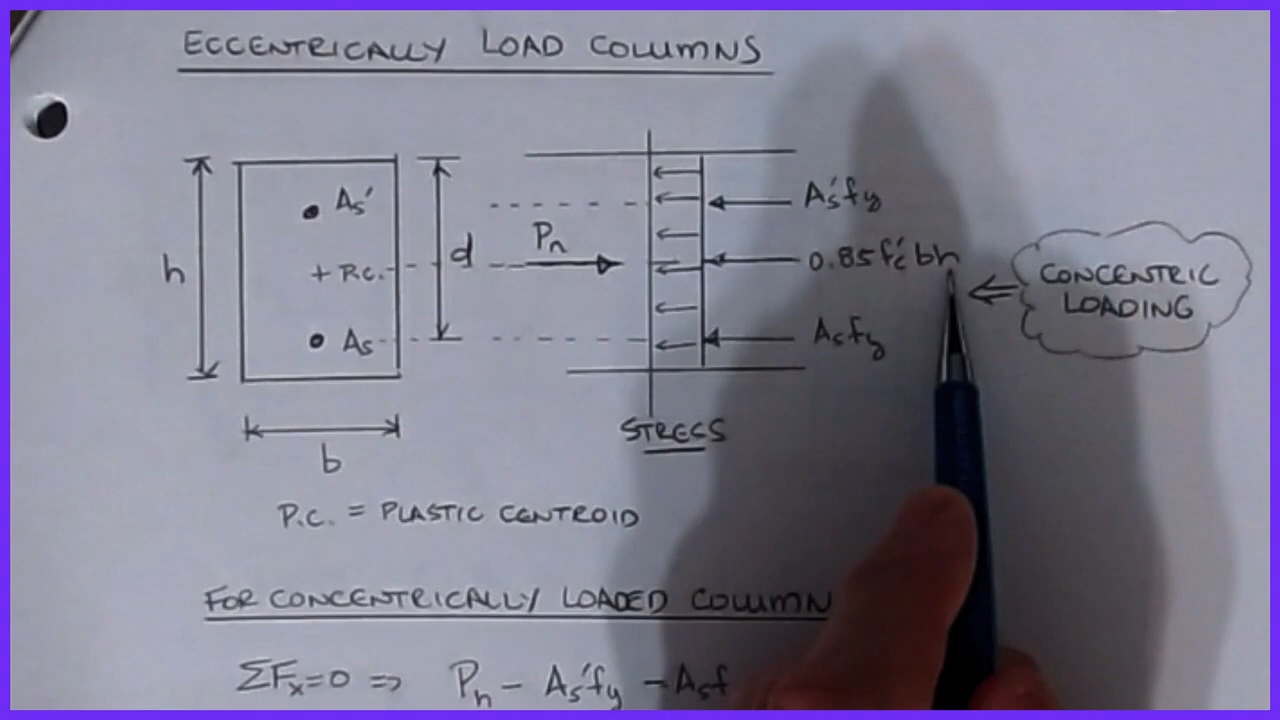 ECCENTRICALLY LOAD COLUMNS
As'
h
+ P.C.
d
As
b
Pn
As'fy
0.85f'c bh
Asfy
CONCENTRIC
LOADING
STRESS
P.C. = PLASTIC CENTROID
FOR CONCENTRICALLY LOADED COLUMN
ΣFx=0 => Pn - As'fy - Asf